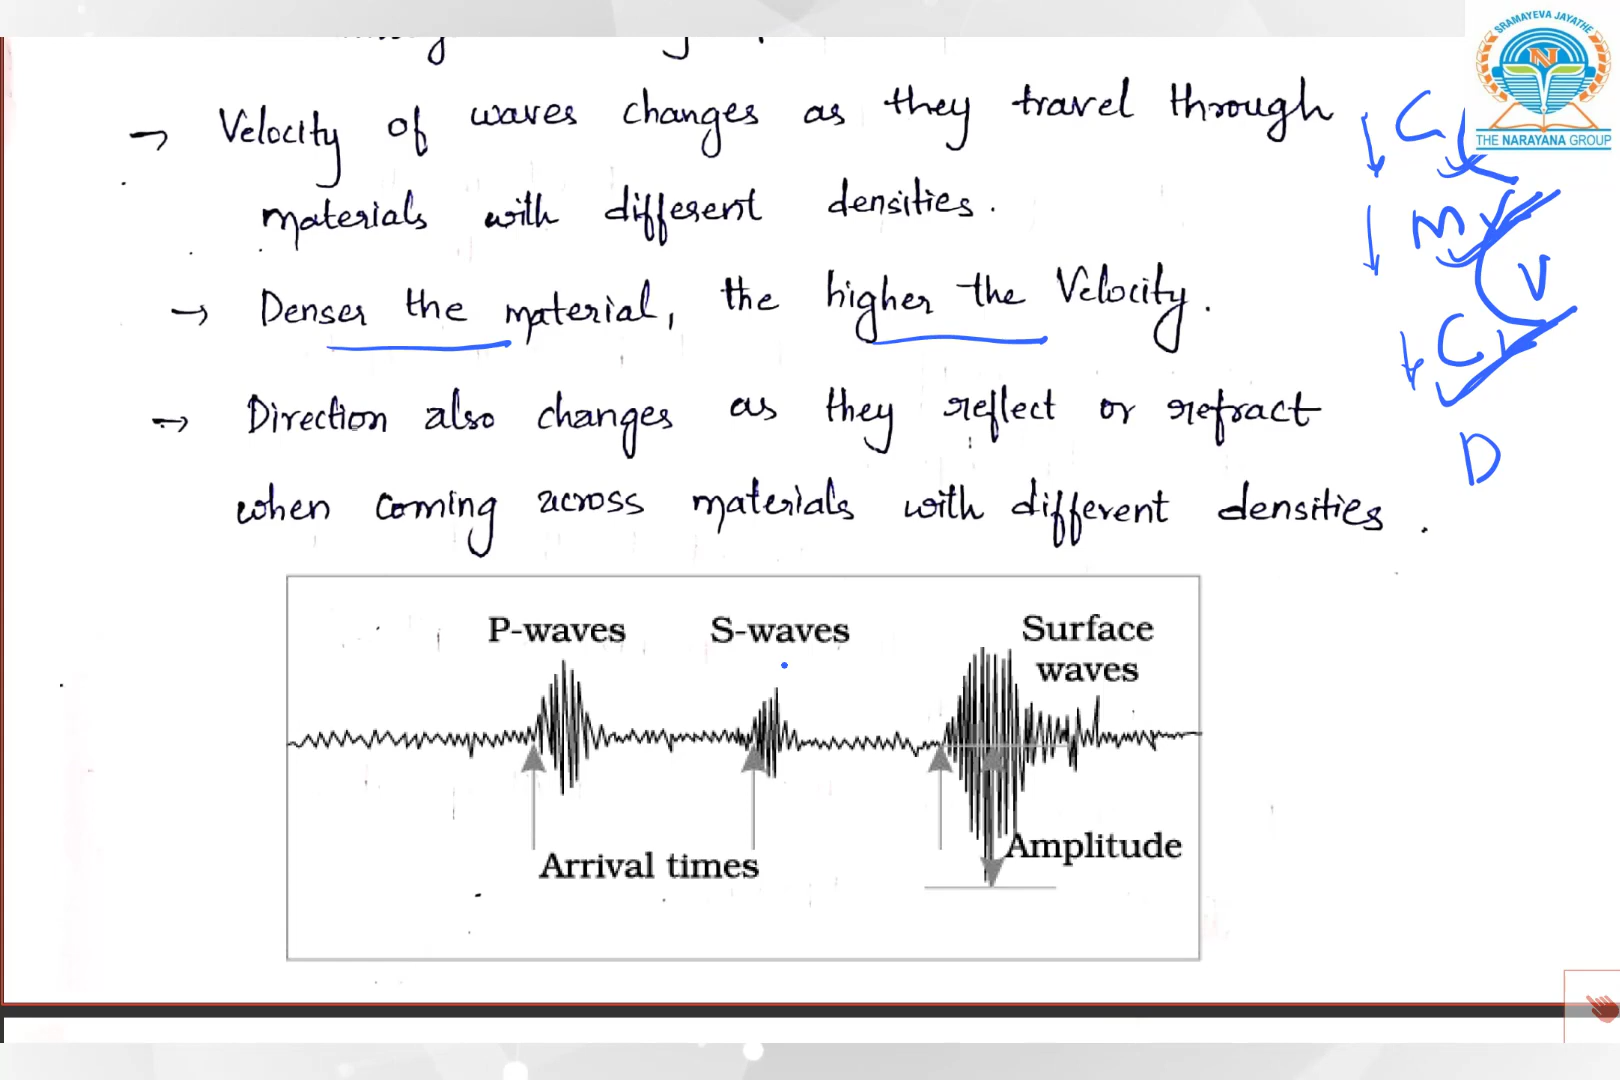 SRAMAYEVA JAYATHE
N
THE NARAYANA GROUP
→ Velocity of waves changes as they travel through
materials with different densities.
→ Denser the material, the higher the Velocity.
→ Direction also changes as they reflect or refract
when coming across materials with different densities.
C
M
V
C
D
P-waves S-waves Surface
waves
Amplitude
Arrival times